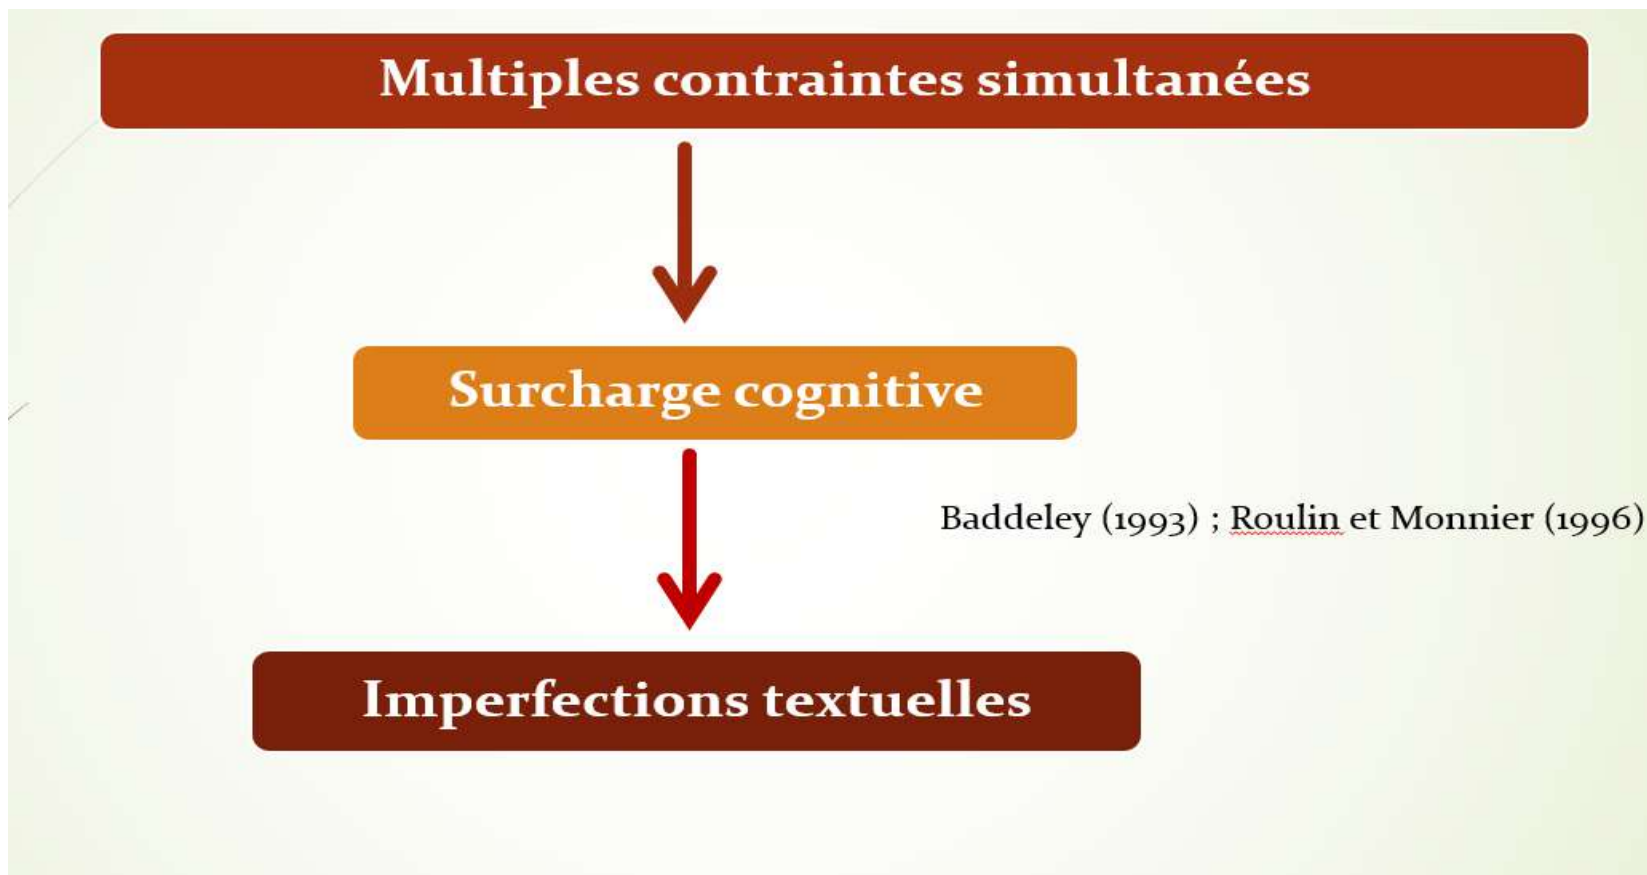 Multiples contraintes simultanées
Surcharge cognitive
Baddeley (1993) ; Roulin et Monnier (1996)
Imperfections textuelles